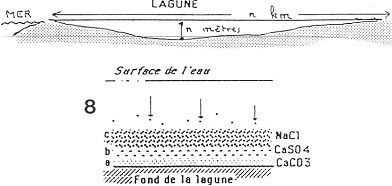 LAGUNE
MER
n km
n mètres
Surface de l'eau
8
c NaCl
b CaSO4
a CaCO3
Fond de la lagune